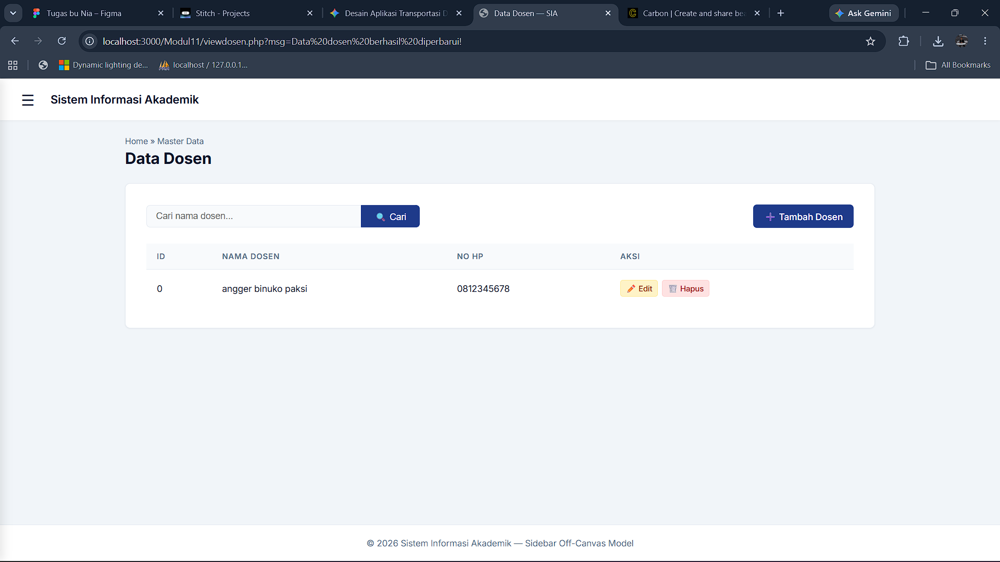 Tugas bu Nia – Figma
Stitch - Projects
Desain Aplikasi Transportasi D
Data Dosen — SIA
Carbon | Create and share bea
Ask Gemini
localhost:3000/Modul11/viewdosen.php?msg=Data%20dosen%20berhasil%20diperbarui!
Dynamic lighting de...
localhost / 127.0.0.1...
All Bookmarks
Sistem Informasi Akademik
Home » Master Data
Data Dosen
Cari nama dosen...
Cari
Tambah Dosen
ID NAMA DOSEN NO HP AKSI
0 angger binuko paksi 0812345678 Edit Hapus
© 2026 Sistem Informasi Akademik — Sidebar Off-Canvas Model